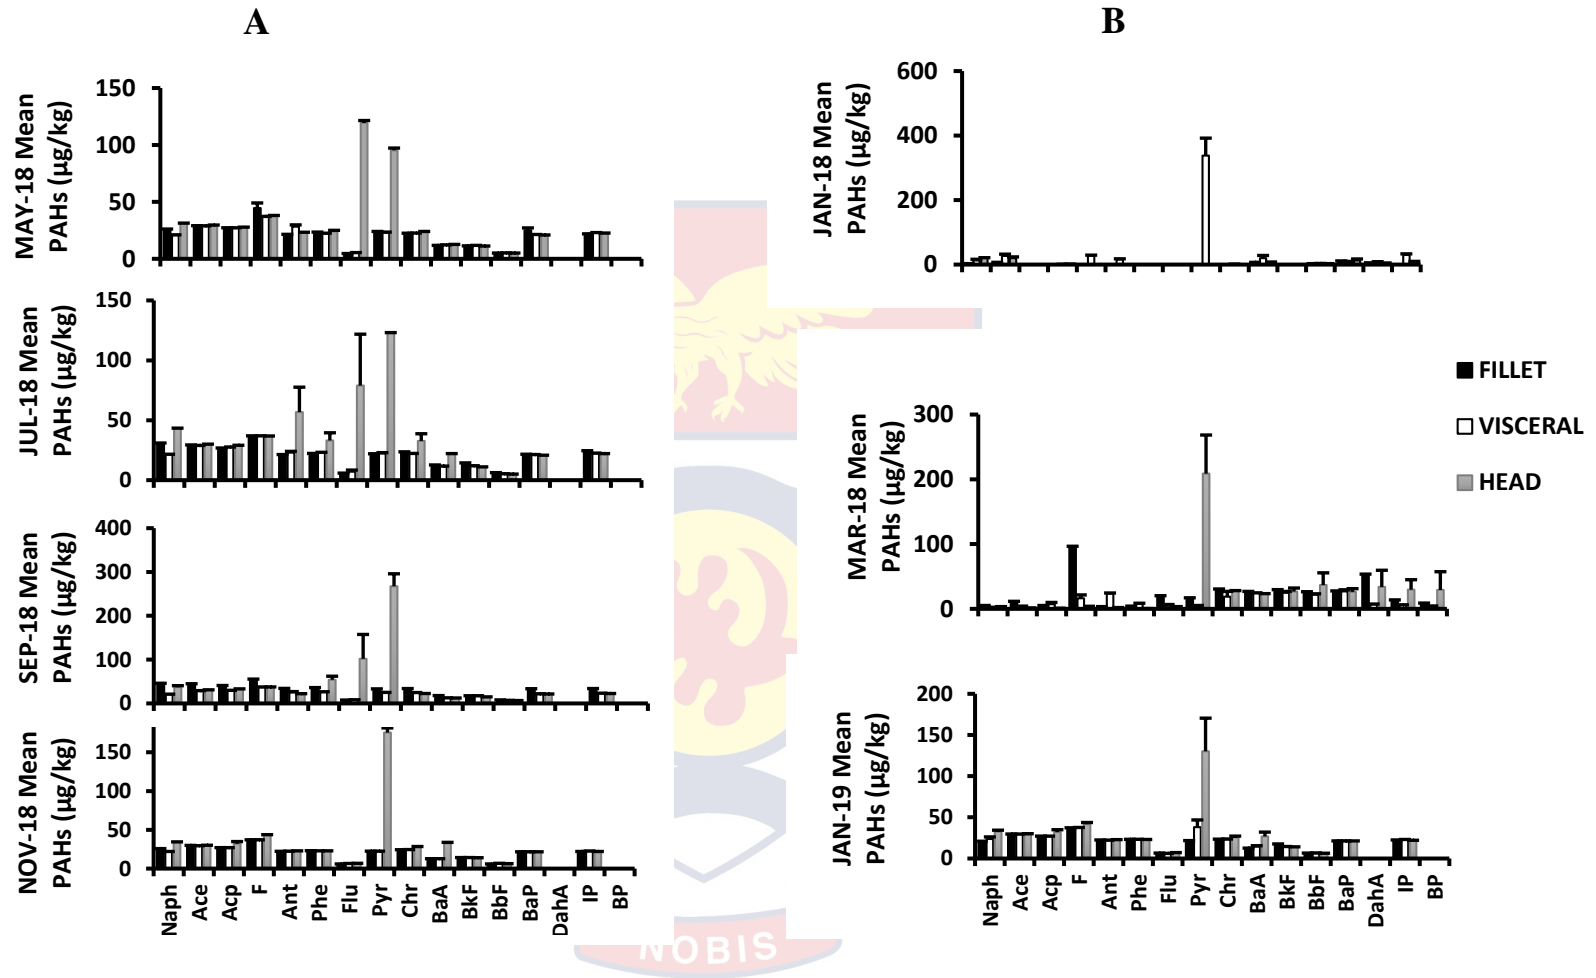 A
B
MAY-18 Mean
PAHs (µg/kg)
150
100
50
0
JUL-18 Mean
PAHs (µg/kg)
150
100
50
0
SEP-18 Mean
PAHs (µg/kg)
400
300
200
100
0
NOV-18 Mean
PAHs (µg/kg)
150
100
50
0
Naph
Ace
Acp
F
Ant
Phe
Flu
Pyr
Chr
BaA
BkF
BbF
BaP
DahA
IP
BP
JAN-18 Mean
PAHs (µg/kg)
600
400
200
0
MAR-18 Mean
PAHs (µg/kg)
300
200
100
0
JAN-19 Mean
PAHs (µg/kg)
200
150
100
50
0
Naph
Ace
Acp
F
Ant
Phe
Flu
Pyr
Chr
BaA
BkF
BbF
BaP
DahA
IP
BP
FILLET
VISCERAL
HEAD
NOBIS